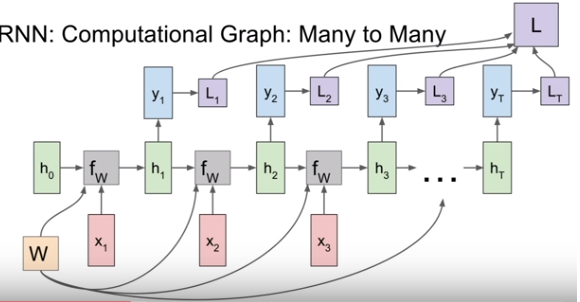 RNN: Computational Graph: Many to Many
L
y1 L1 y2 L2 y3 L3 yT LT
h0 fW h1 fW h2 fW h3 ... hT
x1 x2 x3
W